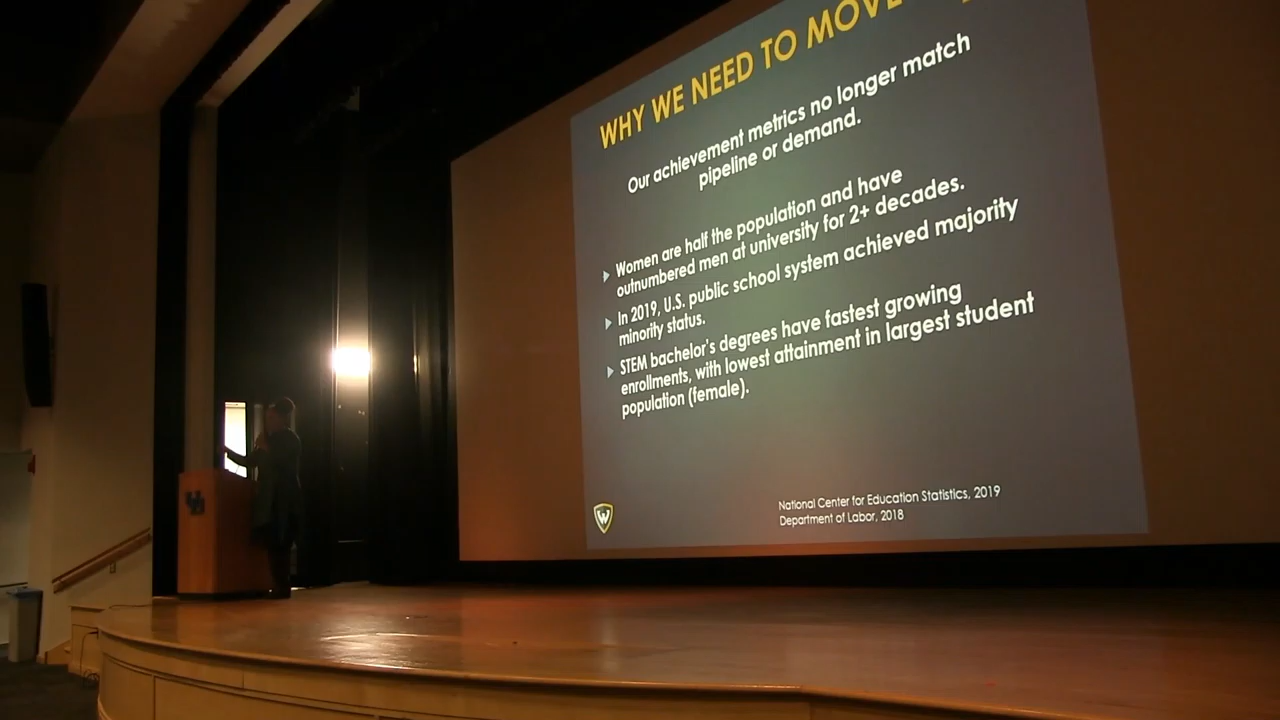 WHY WE NEED TO MOVE
Our achievement metrics no longer match
pipeline or demand.
Women are half the population and have
outnumbered men at university for 2+ decades.
In 2019, U.S. public school system achieved majority
minority status.
STEM bachelor's degrees have fastest growing
enrollments, with lowest attainment in largest student
population (female).
National Center for Education Statistics, 2019
Department of Labor, 2018
W